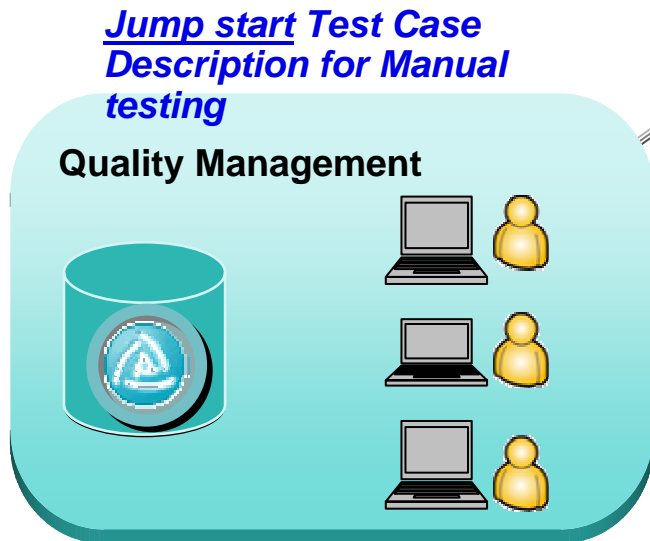 Jump start Test Case
Description for Manual
testing
Quality Management